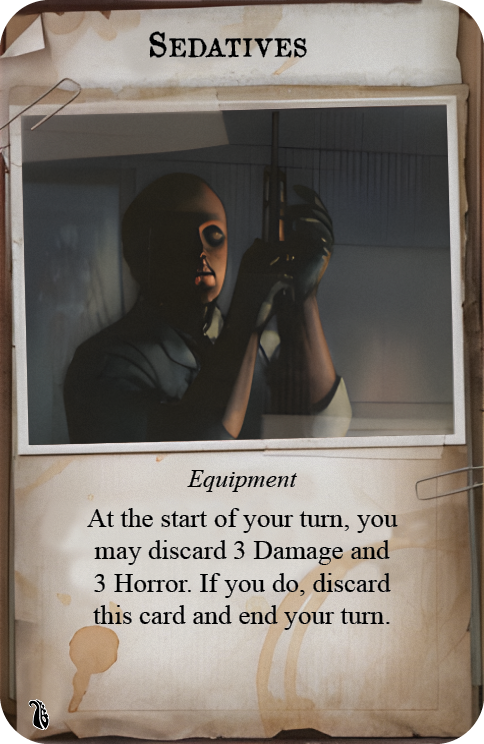 Sedatives
Equipment
At the start of your turn, you
may discard 3 Damage and
3 Horror. If you do, discard
this card and end your turn.